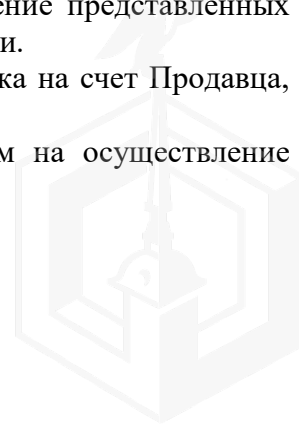 ение представленных
и.
ка на счет Продавца,
м на осуществление